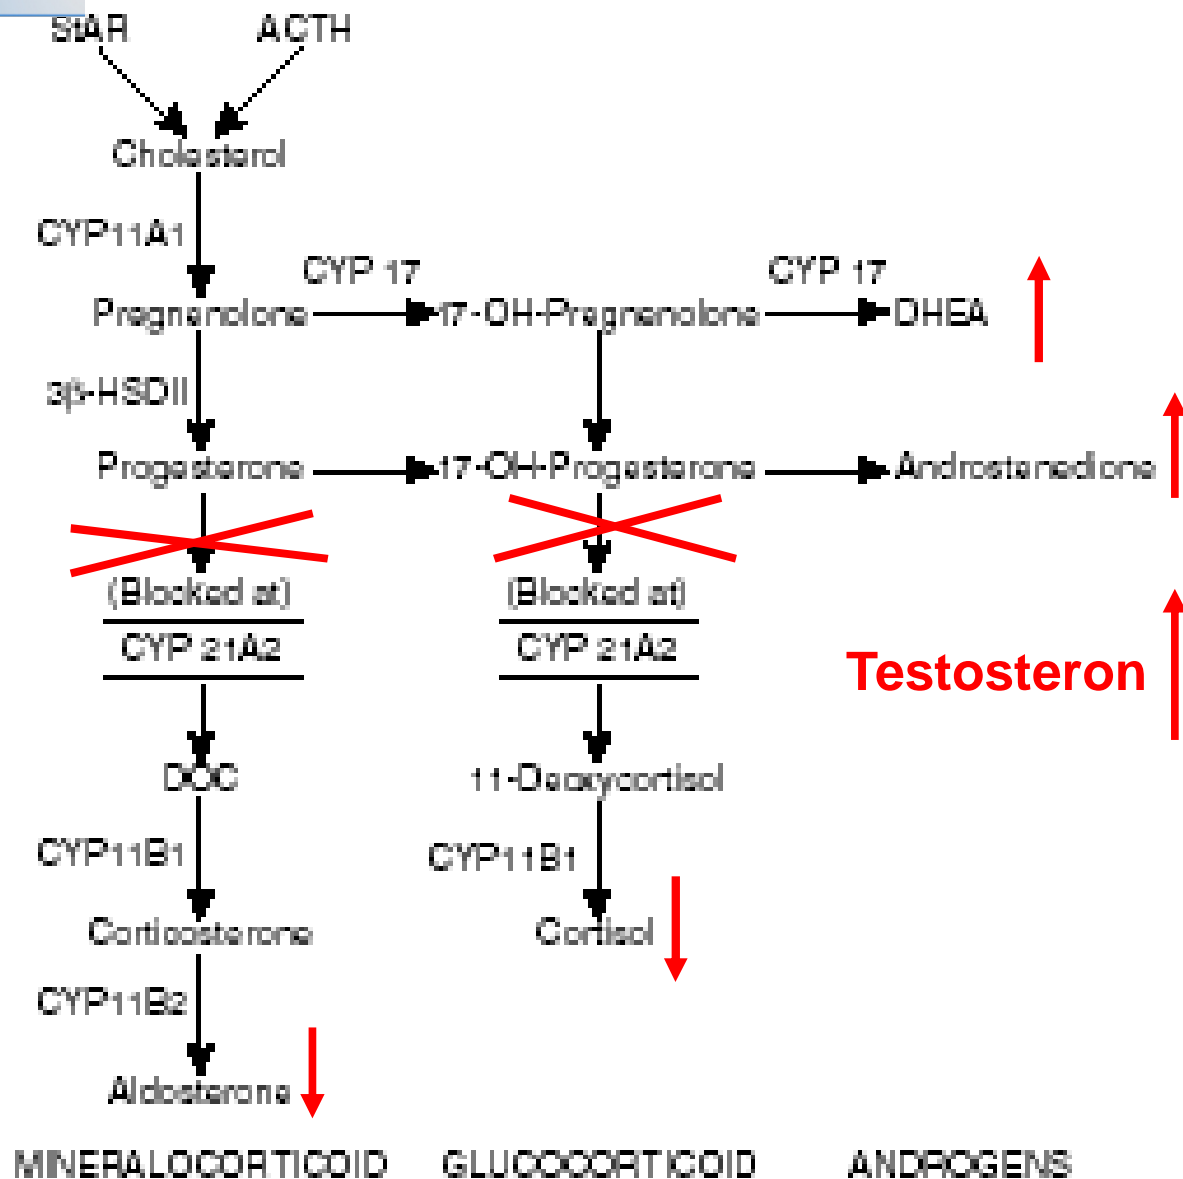 StAR ACTH
Cholesterol
CYP11A1
CYP 17 CYP 17
Pregnenolone 17-OH-Pregnenolone DHEA
3β-HSDII
Progesterone 17-OH-Progesterone Androstenedione
(Blocked at) (Blocked at)
CYP 21A2 CYP 21A2
Testosteron
DOC 11-Deoxycortisol
CYP11B1 CYP11B1
Corticosterone Cortisol
CYP11B2
Aldosterone
MINERALOCORTICOID GLUCOCORTICOID ANDROGENS